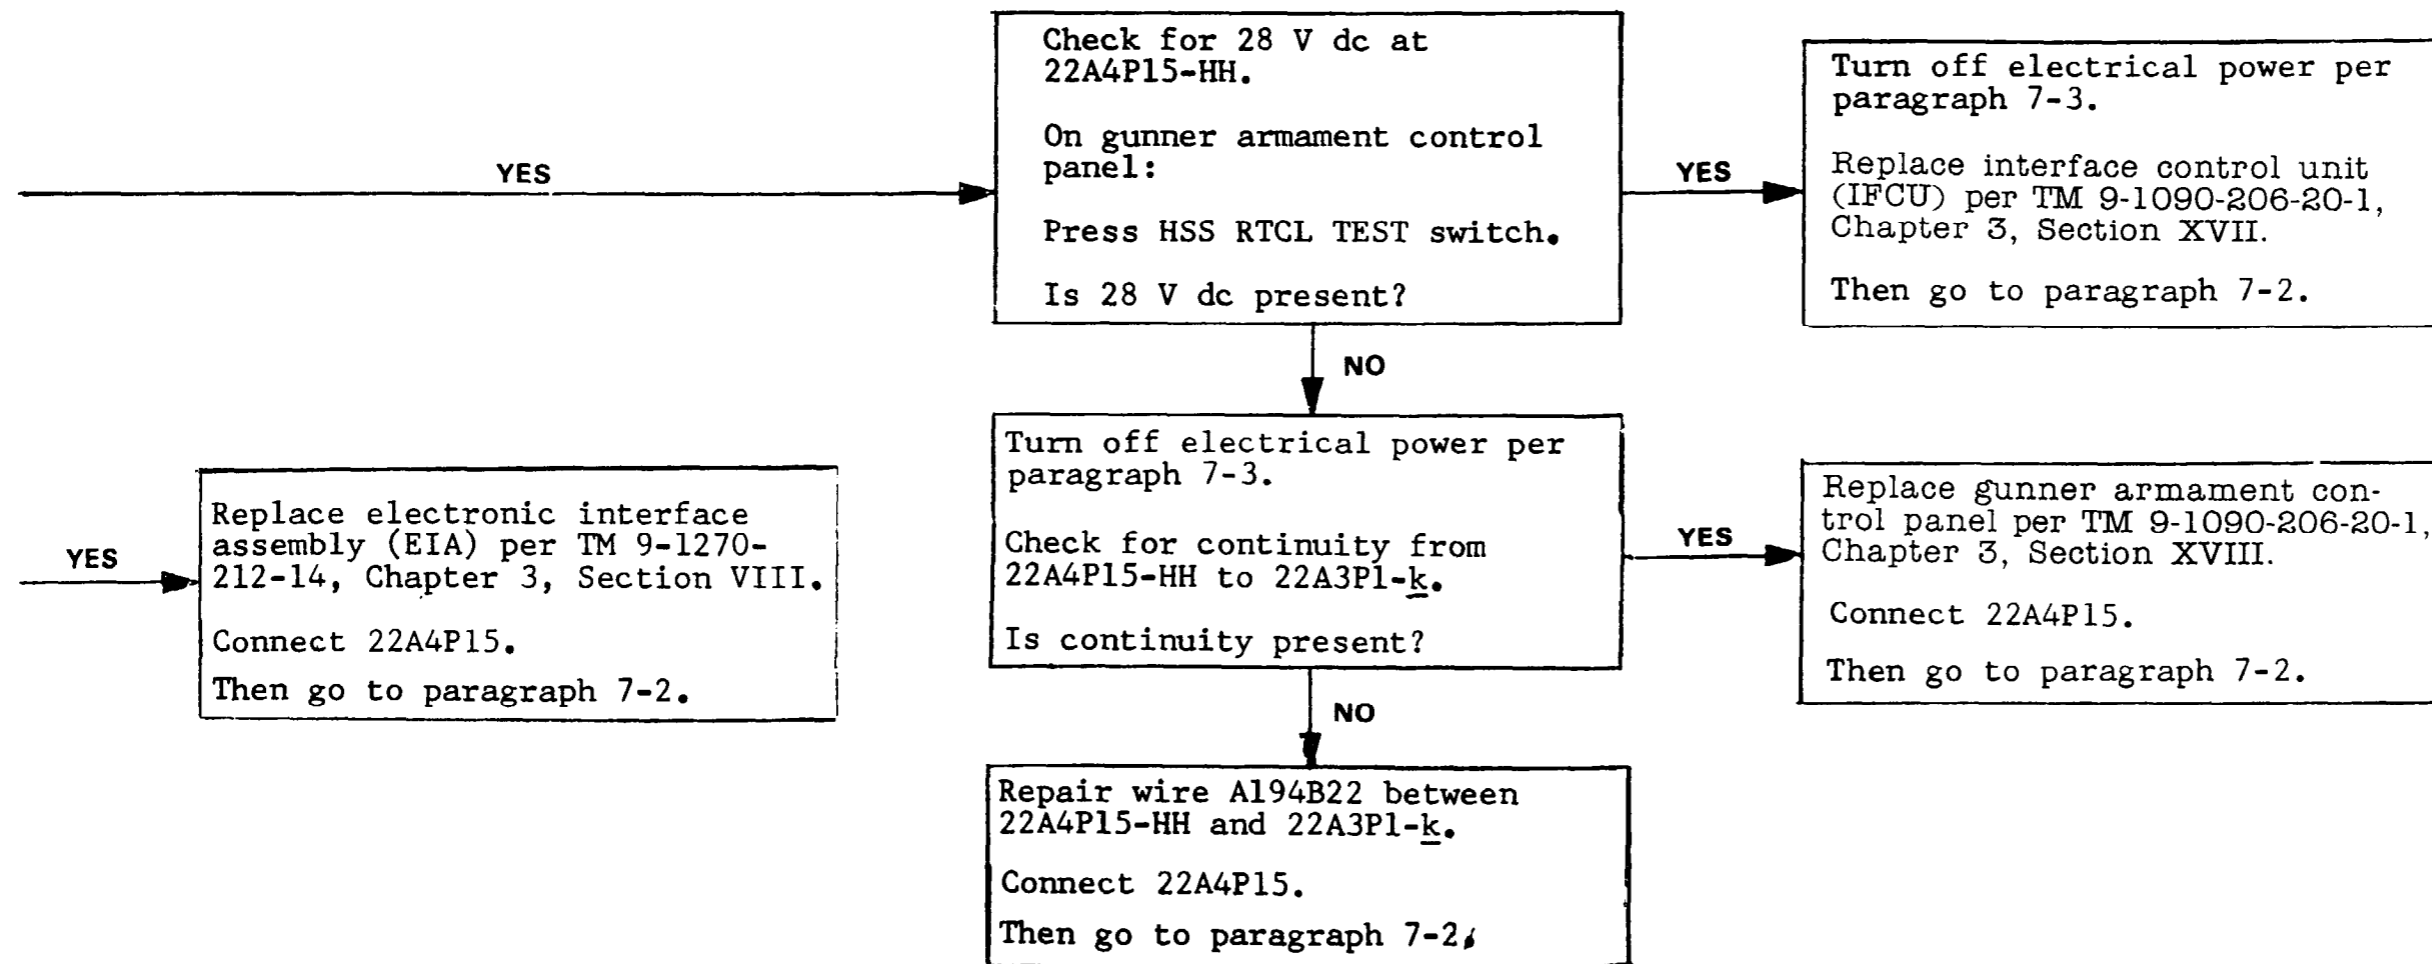 YES
Check for 28 V dc at
22A4P15-HH.
On gunner armament control
panel:
Press HSS RTCL TEST switch.
Is 28 V dc present?
YES
Turn off electrical power per
paragraph 7-3.
Replace interface control unit
(IFCU) per TM 9-1090-206-20-1,
Chapter 3, Section XVII.
Then go to paragraph 7-2.
NO
YES
Replace electronic interface
assembly (EIA) per TM 9-1270-
212-14, Chapter 3, Section VIII.
Connect 22A4P15.
Then go to paragraph 7-2.
Turn off electrical power per
paragraph 7-3.
Check for continuity from
22A4P15-HH to 22A3P1-k.
Is continuity present?
YES
Replace gunner armament con-
trol panel per TM 9-1090-206-20-1,
Chapter 3, Section XVIII.
Connect 22A4P15.
Then go to paragraph 7-2.
NO
Repair wire A194B22 between
22A4P15-HH and 22A3P1-k.
Connect 22A4P15.
Then go to paragraph 7-2.